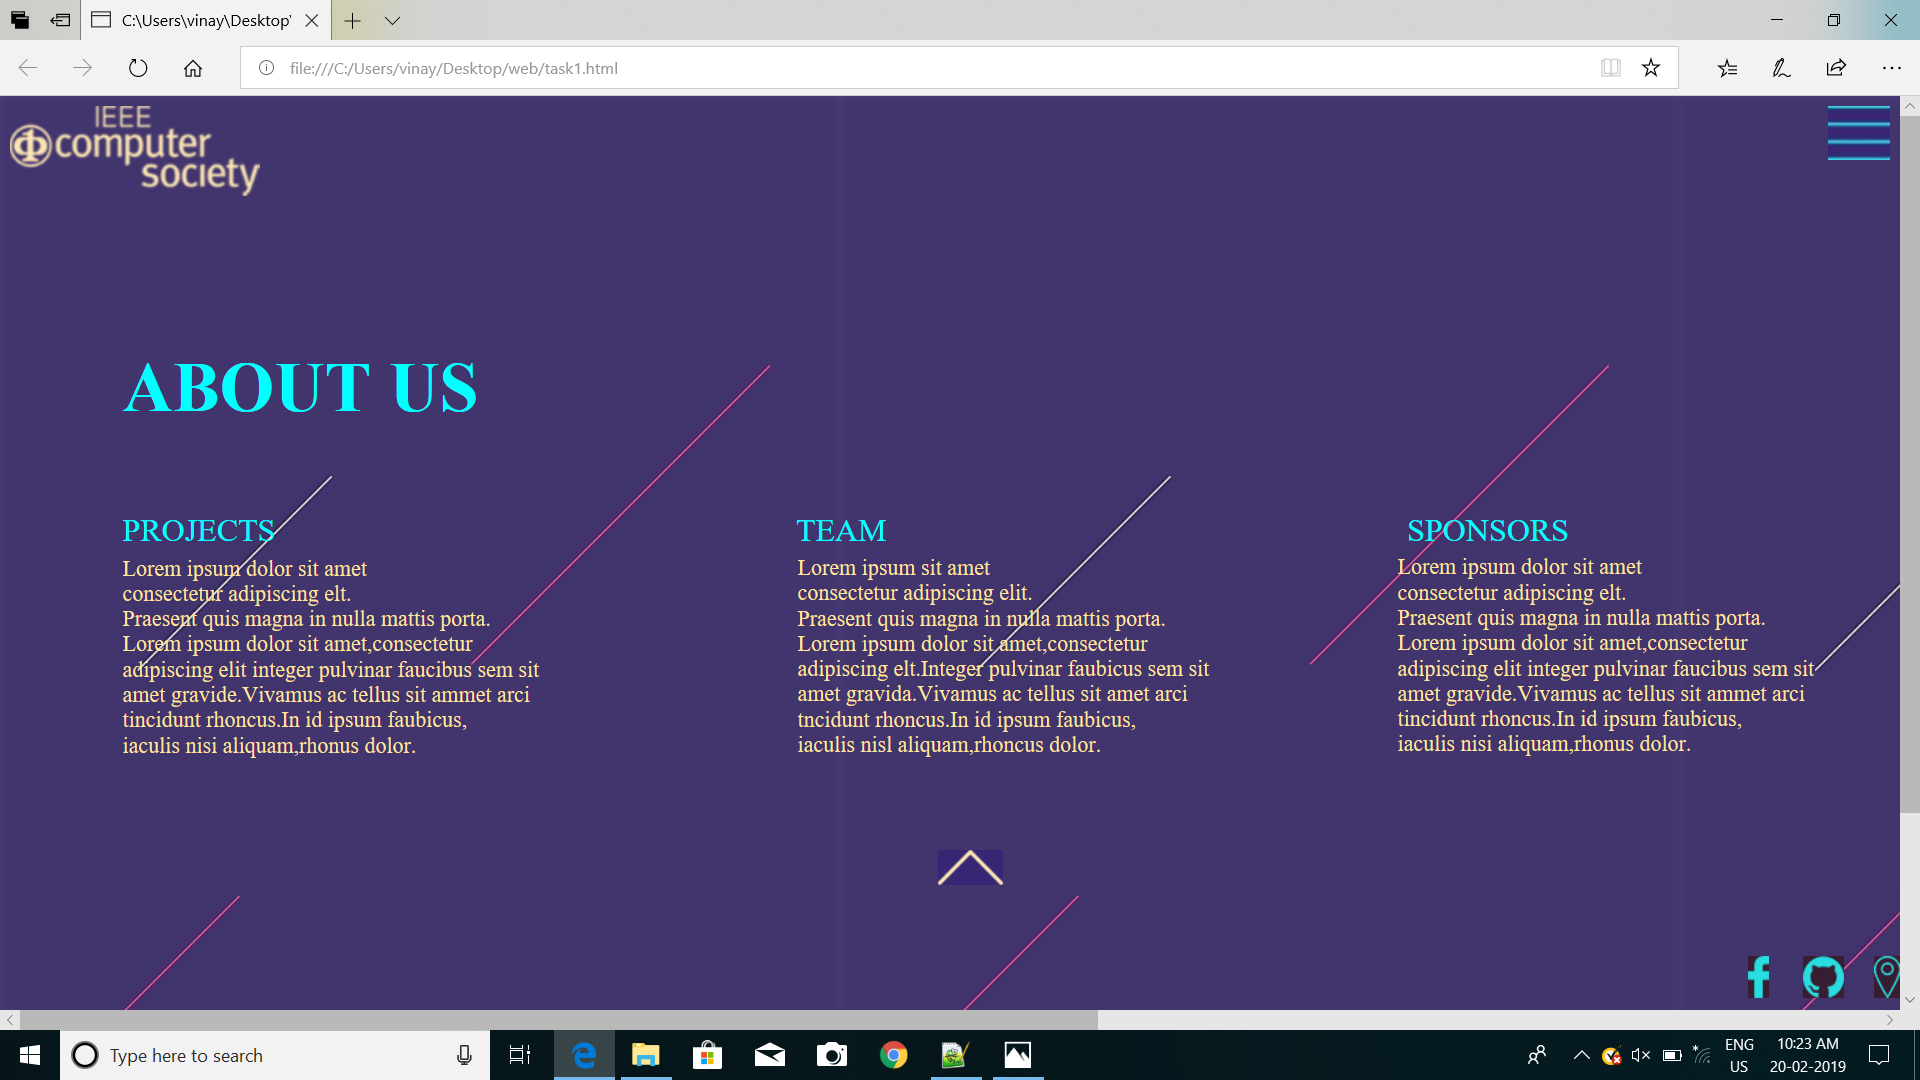 C:\Users\vinay\Desktop\
file:///C:/Users/vinay/Desktop/web/task1.html
IEEE
computer
society
ABOUT US
PROJECTS
Lorem ipsum dolor sit amet
consectetur adipiscing elt.
Praesent quis magna in nulla mattis porta.
Lorem ipsum dolor sit amet,consectetur
adipiscing elit integer pulvinar faucibus sem sit
amet gravide.Vivamus ac tellus sit ammet arci
tincidunt rhoncus.In id ipsum faubicus,
iaculis nisi aliquam,rhonus dolor.
TEAM
Lorem ipsum sit amet
consectetur adipiscing elit.
Praesent quis magna in nulla mattis porta.
Lorem ipsum dolor sit amet,consectetur
adipiscing elt.Integer pulvinar faubicus sem sit
amet gravida.Vivamus ac tellus sit amet arci
tncidunt rhoncus.In id ipsum faubicus,
iaculis nisl aliquam,rhoncus dolor.
SPONSORS
Lorem ipsum dolor sit amet
consectetur adipiscing elt.
Praesent quis magna in nulla mattis porta.
Lorem ipsum dolor sit amet,consectetur
adipiscing elit integer pulvinar faucibus sem sit
amet gravide.Vivamus ac tellus sit ammet arci
tincidunt rhoncus.In id ipsum faubicus,
iaculis nisi aliquam,rhonus dolor.
Type here to search
ENG
US
10:23 AM
20-02-2019